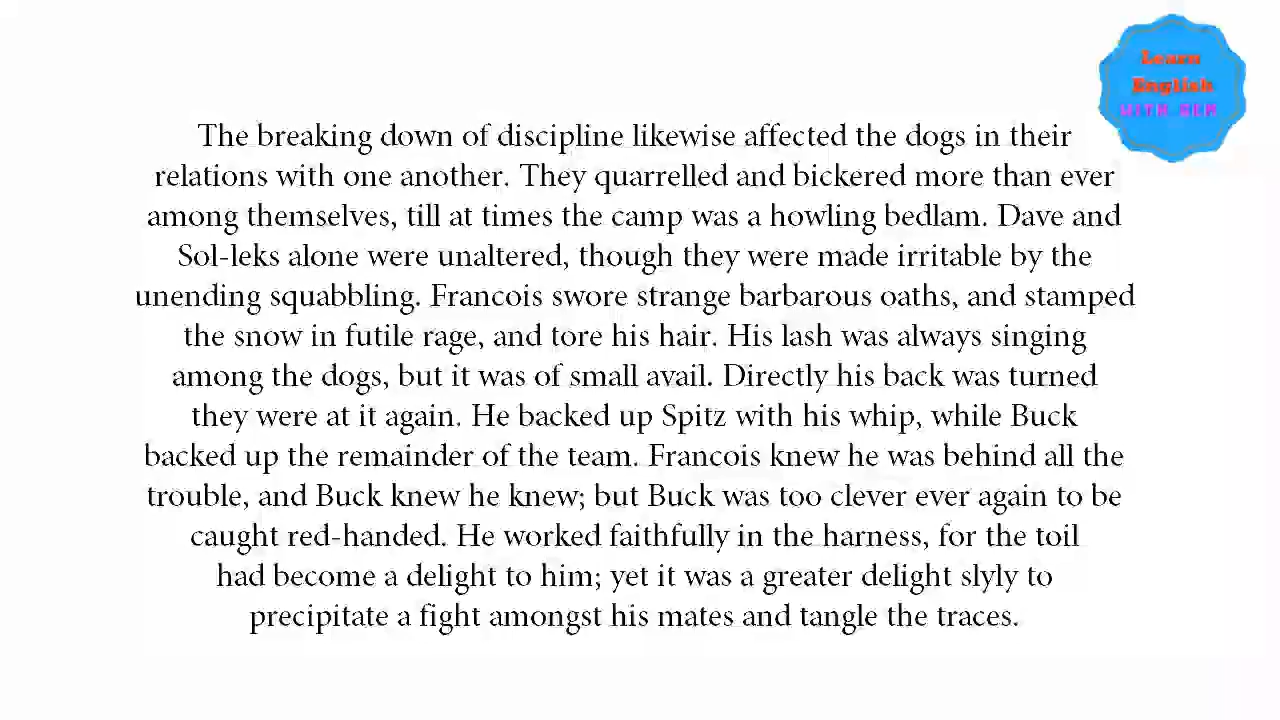 Learn
English
The breaking down of discipline likewise affected the dogs in their
relations with one another. They quarrelled and bickered more than ever
among themselves, till at times the camp was a howling bedlam. Dave and
Sol-leks alone were unaltered, though they were made irritable by the
unending squabbling. Francois swore strange barbarous oaths, and stamped
the snow in futile rage, and tore his hair. His lash was always singing
among the dogs, but it was of small avail. Directly his back was turned
they were at it again. He backed up Spitz with his whip, while Buck
backed up the remainder of the team. Francois knew he was behind all the
trouble, and Buck knew he knew; but Buck was too clever ever again to be
caught red-handed. He worked faithfully in the harness, for the toil
had become a delight to him; yet it was a greater delight slyly to
precipitate a fight amongst his mates and tangle the traces.